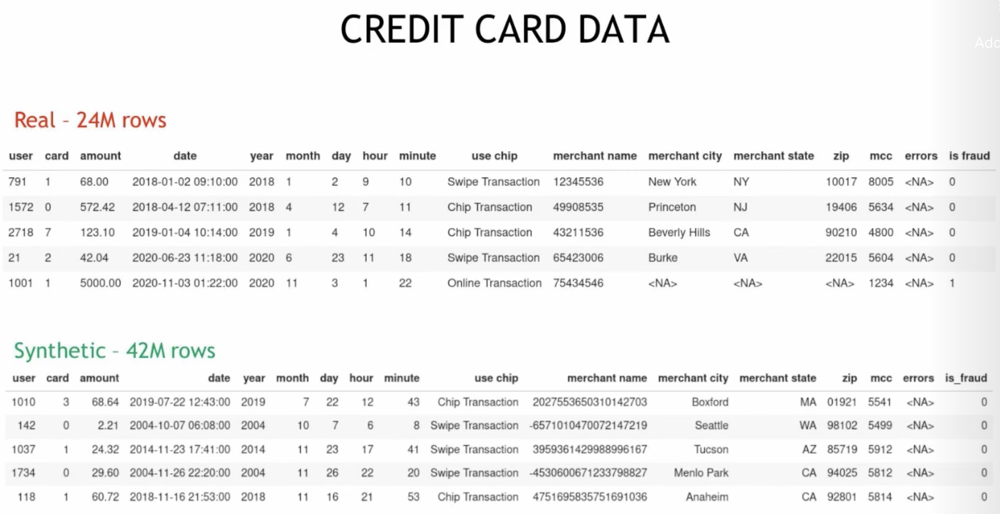 CREDIT CARD DATA
Add
Real - 24M rows
user card amount date year month day hour minute use chip merchant name merchant city merchant state zip mcc errors is fraud
791 1 68.00 2018-01-02 09:10:00 2018 1 2 9 10 Swipe Transaction 12345536 New York NY 10017 8005 <NA> 0
1572 0 572.42 2018-04-12 07:11:00 2018 4 12 7 11 Chip Transaction 49908535 Princeton NJ 19406 5634 <NA> 0
2718 7 123.10 2019-01-04 10:14:00 2019 1 4 10 14 Chip Transaction 43211536 Beverly Hills CA 90210 4800 <NA> 0
21 2 42.04 2020-06-23 11:18:00 2020 6 23 11 18 Swipe Transaction 65423006 Burke VA 22015 5604 <NA> 0
1001 1 5000.00 2020-11-03 01:22:00 2020 11 3 1 22 Online Transaction 75434546 <NA> <NA> <NA> 1234 <NA> 1
Synthetic - 42M rows
user card amount date year month day hour minute use chip merchant name merchant city merchant state zip mcc errors is_fraud
1010 3 68.64 2019-07-22 12:43:00 2019 7 22 12 43 Chip Transaction 2027553650310142703 Boxford MA 01921 5541 <NA> 0
142 0 2.21 2004-10-07 06:08:00 2004 10 7 6 8 Swipe Transaction -6571010470072147219 Seattle WA 98102 5499 <NA> 0
1037 1 24.32 2014-11-23 17:41:00 2014 11 23 17 41 Swipe Transaction 3959361429988996167 Tucson AZ 85719 5912 <NA> 0
1734 0 29.60 2004-11-26 22:20:00 2004 11 26 22 20 Swipe Transaction -4530600671233798827 Menlo Park CA 94025 5812 <NA> 0
118 1 60.72 2018-11-16 21:53:00 2018 11 16 21 53 Chip Transaction 4751695835751691036 Anaheim CA 92801 5814 <NA> 0